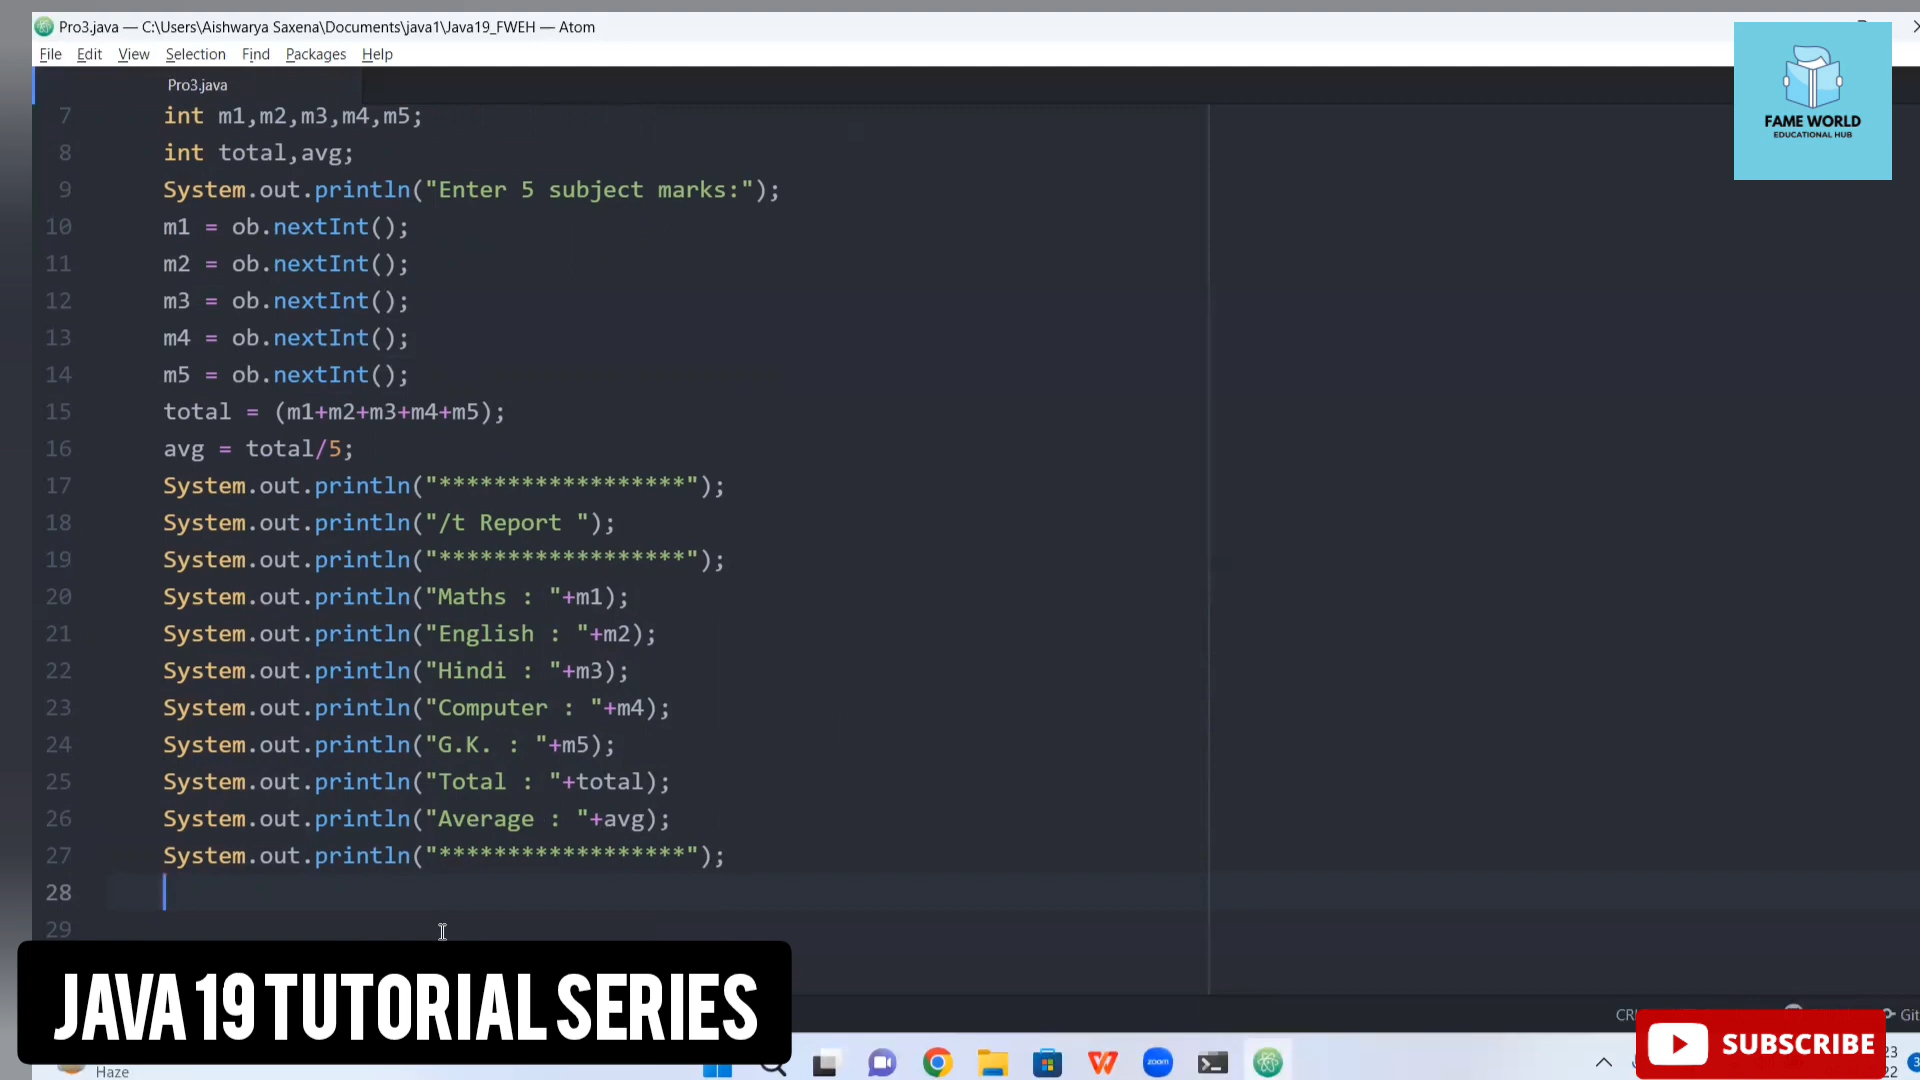 Pro3.java — C:\Users\Aishwarya Saxena\Documents\java1\Java19_FWEH — Atom
File Edit View Selection Find Packages Help
Pro3.java
FAME WORLD
EDUCATIONAL HUB
7 int m1,m2,m3,m4,m5;
8 int total,avg;
9 System.out.println("Enter 5 subject marks:");
10 m1 = ob.nextInt();
11 m2 = ob.nextInt();
12 m3 = ob.nextInt();
13 m4 = ob.nextInt();
14 m5 = ob.nextInt();
15 total = (m1+m2+m3+m4+m5);
16 avg = total/5;
17 System.out.println("******************");
18 System.out.println("/t Report ");
19 System.out.println("******************");
20 System.out.println("Maths : "+m1);
21 System.out.println("English : "+m2);
22 System.out.println("Hindi : "+m3);
23 System.out.println("Computer : "+m4);
24 System.out.println("G.K. : "+m5);
25 System.out.println("Total : "+total);
26 System.out.println("Average : "+avg);
27 System.out.println("******************");
28
29
JAVA 19 TUTORIAL SERIES
Git
SUBSCRIBE
zoom
Haze